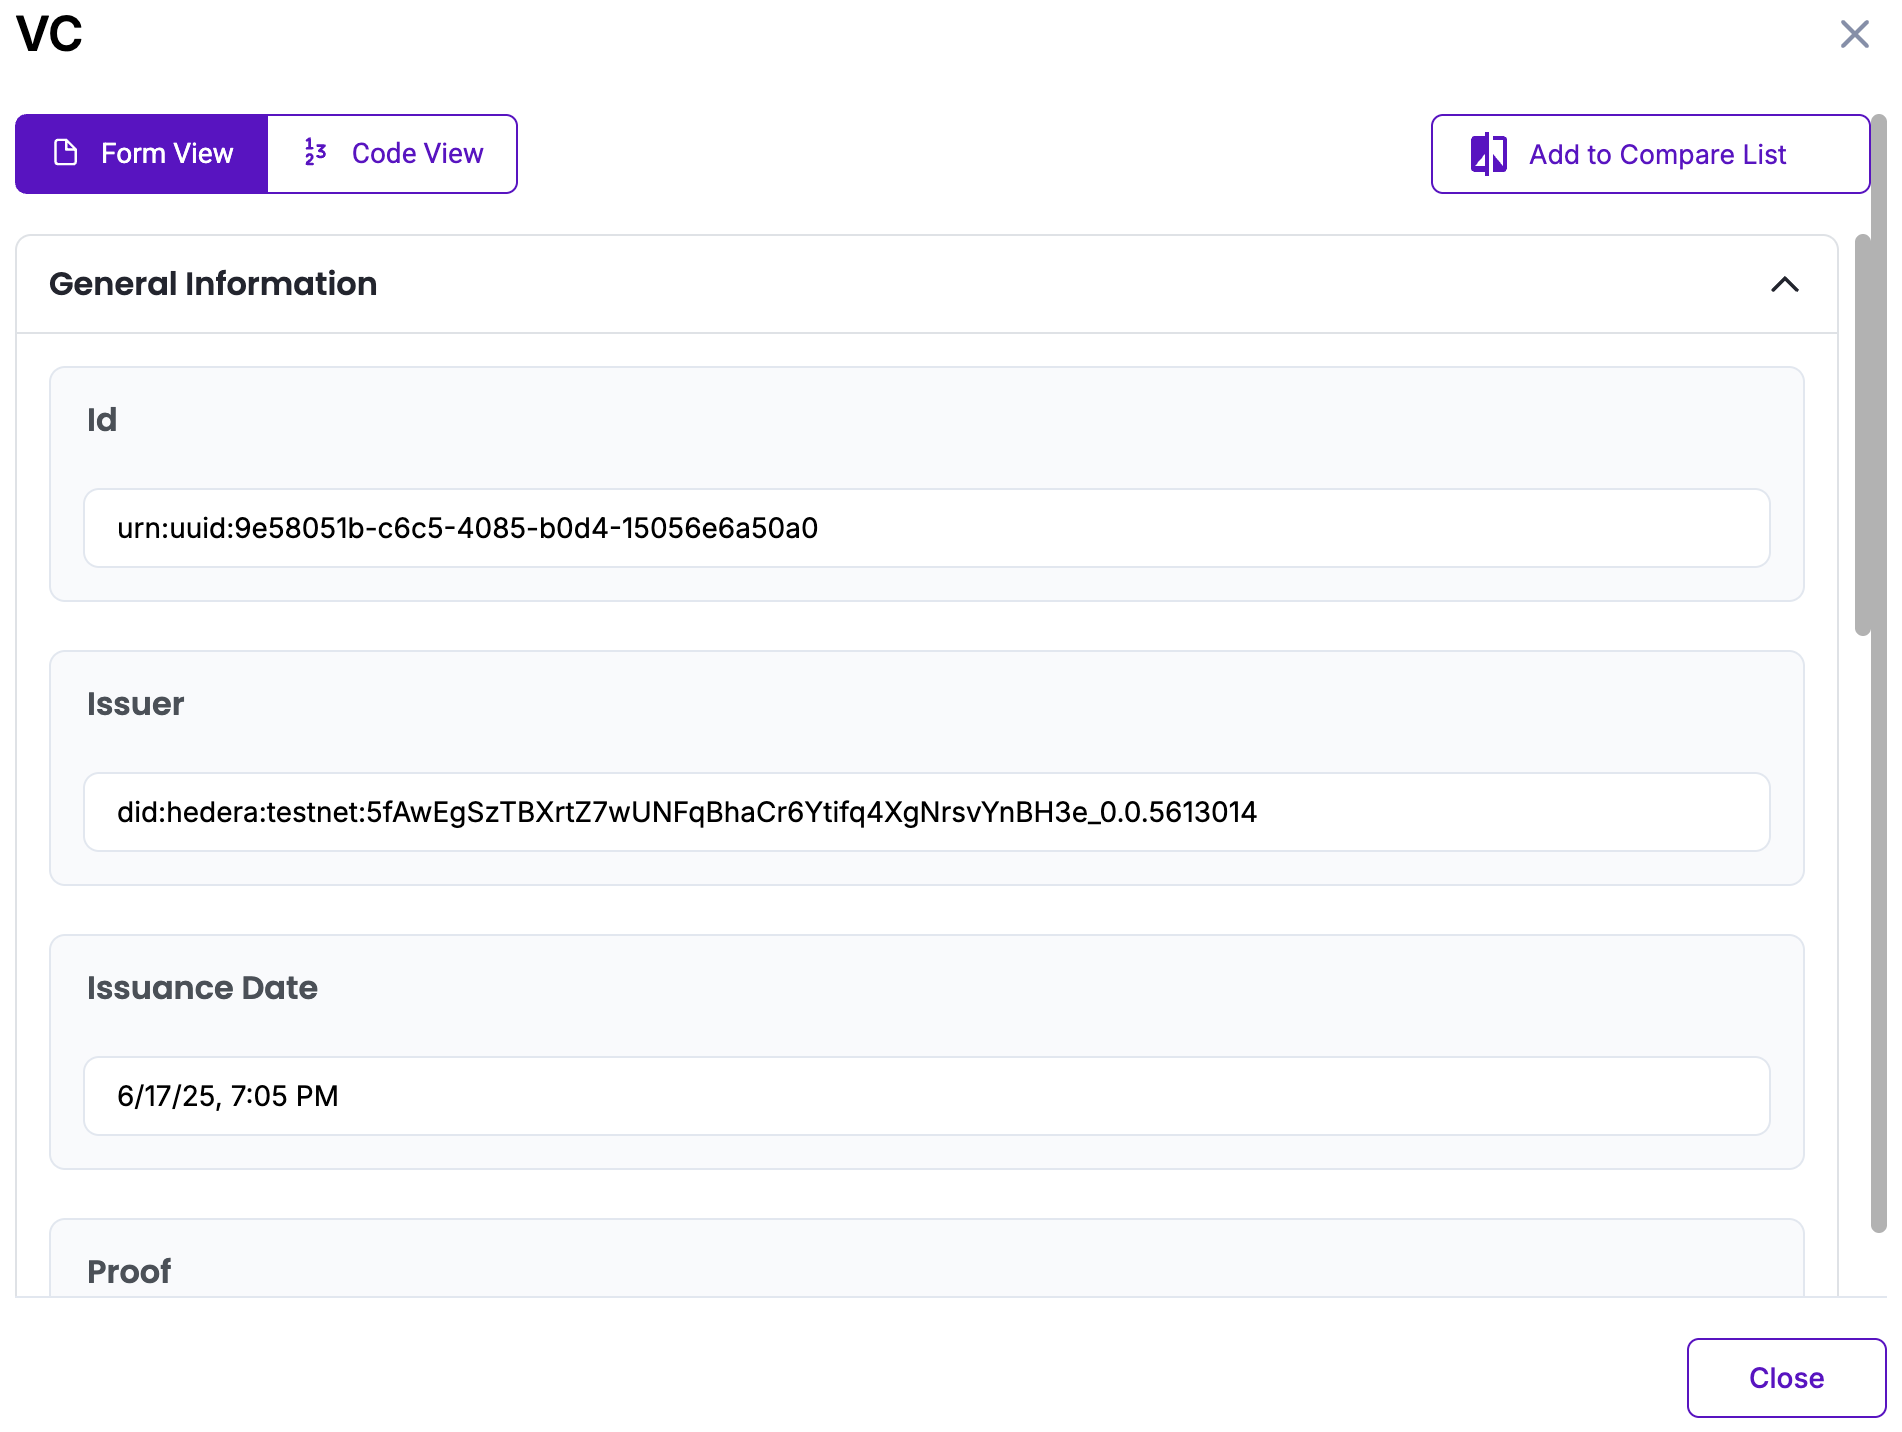 VC
Form View
Code View
Add to Compare List
General Information
Id
urn:uuid:9e58051b-c6c5-4085-b0d4-15056e6a50a0
Issuer
did:hedera:testnet:5fAwEgSzTBXrtZ7wUNFqBhaCr6Ytifq4XgNrsvYnBH3e_0.0.5613014
Issuance Date
6/17/25, 7:05 PM
Proof
Close